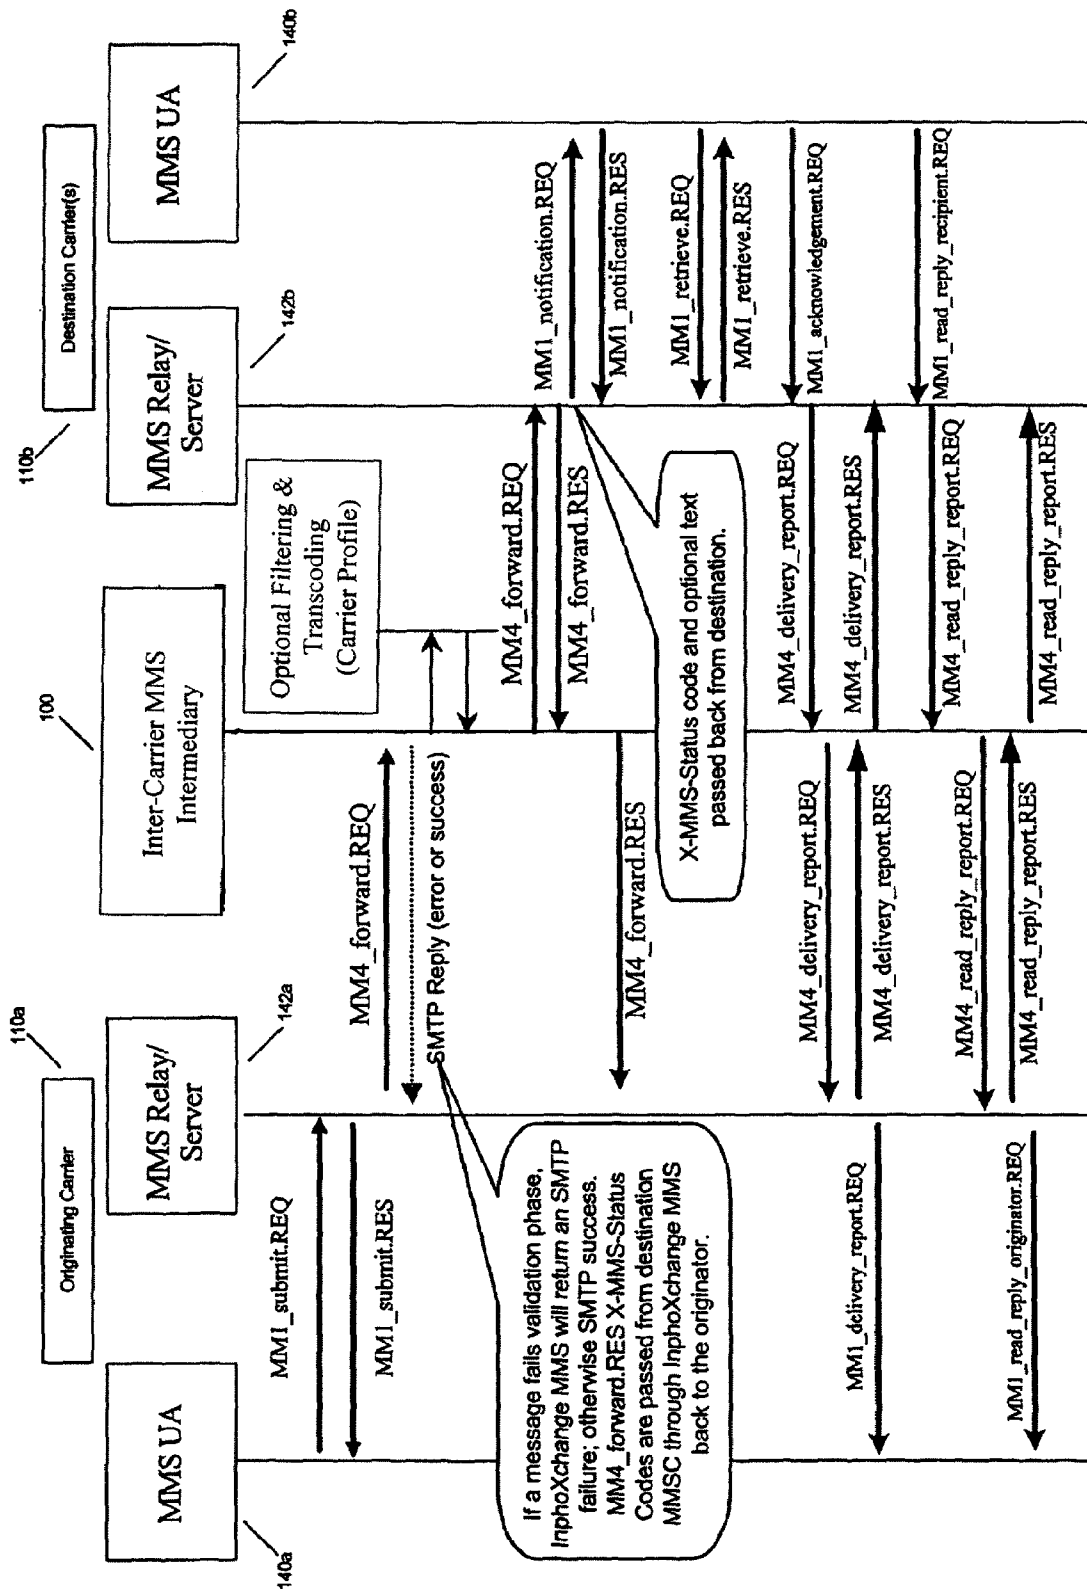 110a
Originating Carrier
110b
Destination Carrier(s)
MMS UA
140a
MMS Relay/
Server
142a
100
Inter-Carrier MMS
Intermediary
MMS Relay/
Server
142b
MMS UA
140b
Optional Filtering &
Transcoding
(Carrier Profile)
MM1_submit.REQ
MM1_submit.RES
MM4_forward.REQ
SMTP Reply (error or success)
MM4_forward.REQ
MM4_forward.RES
MM1_notification.REQ
MM1_notification.RES
If a message fails validation phase,
InphoXchange MMS will return an SMTP
failure; otherwise SMTP success.
MM4_forward.RES X-MMS-Status
Codes are passed from destination
MMSC through InphoXchange MMS
back to the originator.
MM4_forward.RES
X-MMS-Status code and optional text
passed back from destination.
MM1_retrieve.REQ
MM1_retrieve.RES
MM1_acknowledgement.REQ
MM4_delivery_report.REQ
MM4_delivery_report.RES
MM4_delivery_report.REQ
MM4_delivery_report.RES
MM1_delivery_report.REQ
MM1_read_reply_recipient.REQ
MM4_read_reply_report.REQ
MM4_read_reply_report.REQ
MM4_read_reply_report.RES
MM4_read_reply_report.RES
MM1_read_reply_originator.REQ